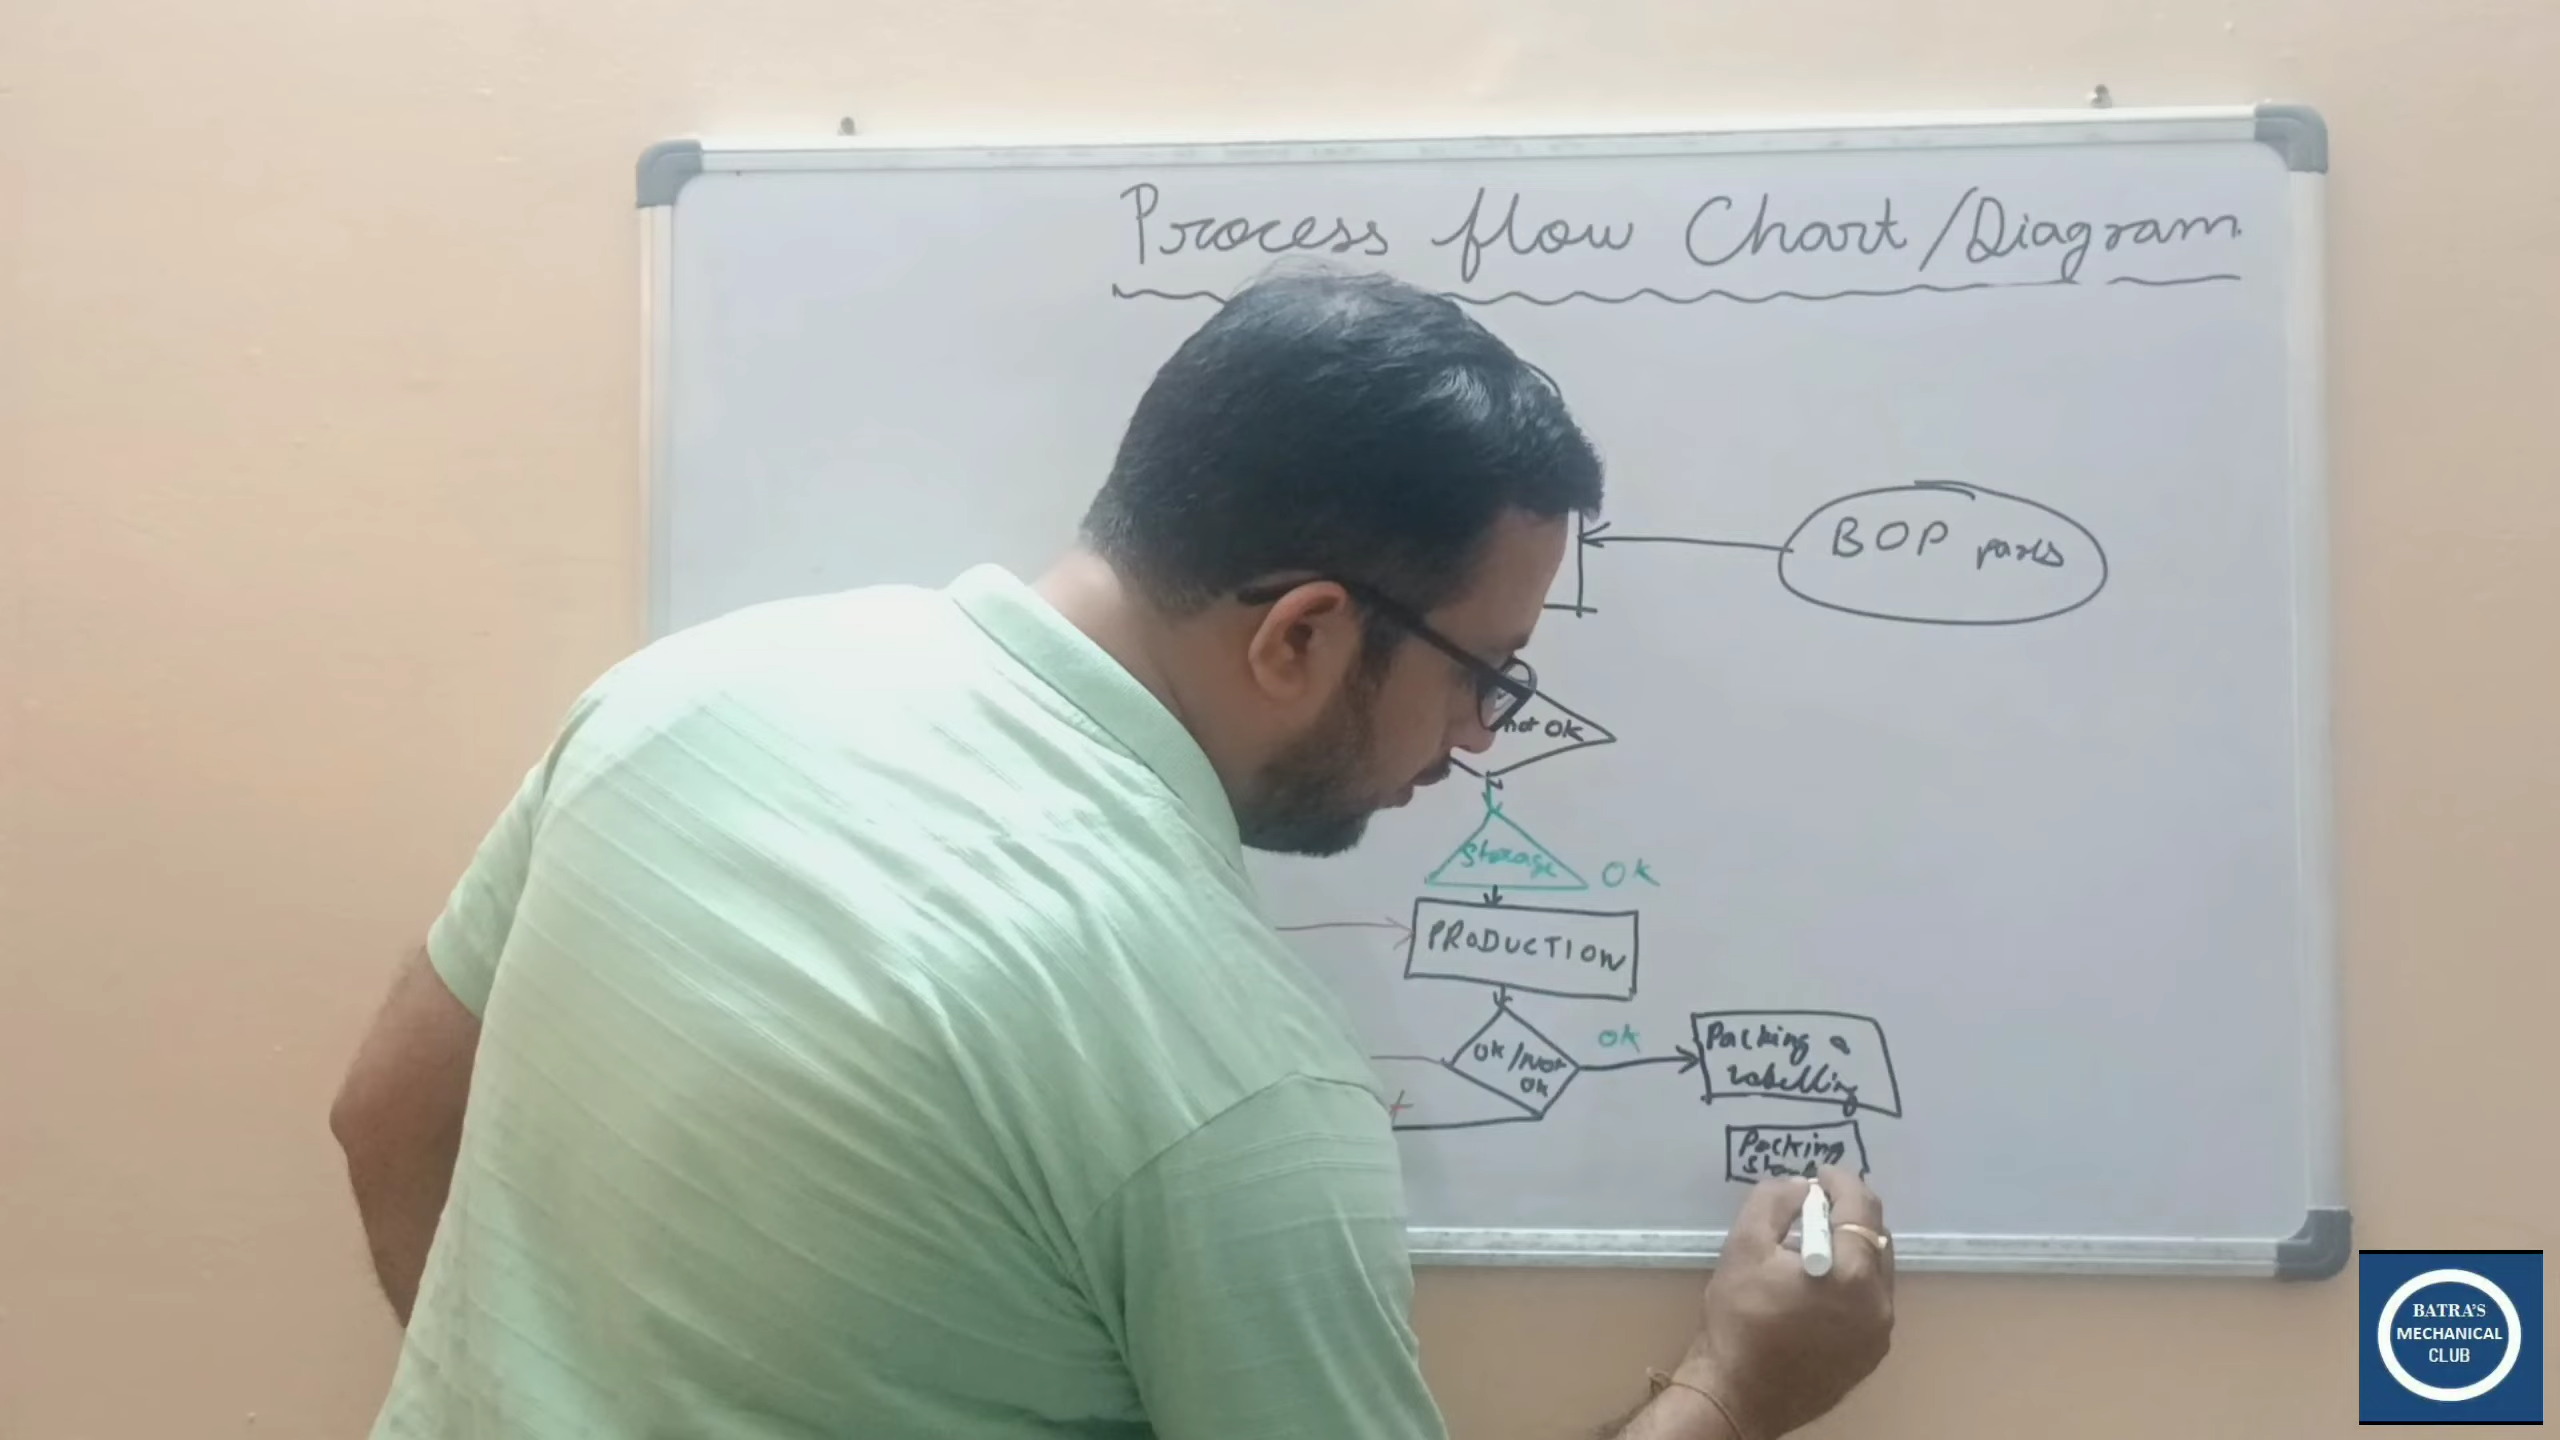 Process flow Chart/Diagram
BOP parts
not OK
Storage
OK
PRODUCTION
OK/Not
OK
OK
Packing &
labelling
Packing
BATRA'S
MECHANICAL
CLUB